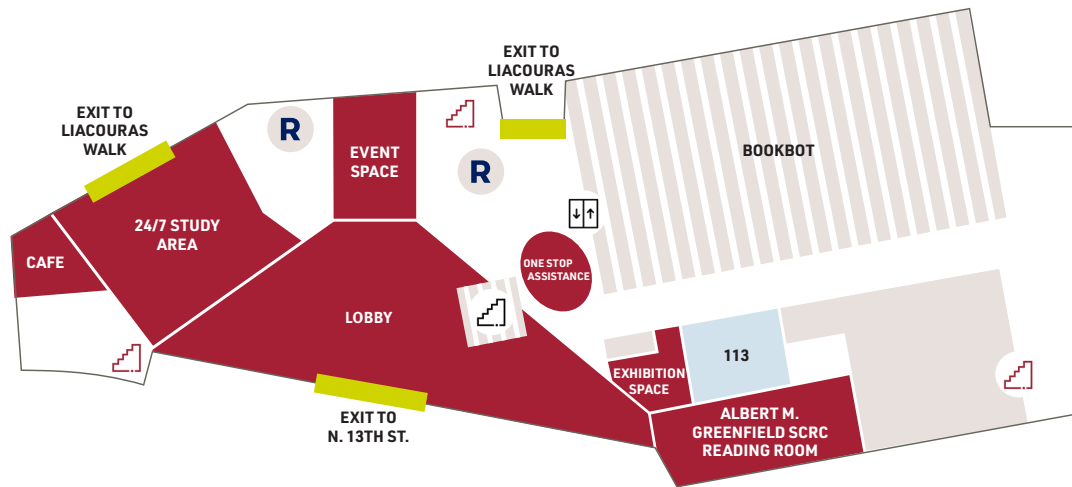 EXIT TO
LIACOURAS
WALK
EXIT TO
LIACOURAS
WALK
R
EVENT
SPACE
R
BOOKBOT
24/7 STUDY
AREA
CAFE
ONE STOP
ASSISTANCE
LOBBY
113
EXHIBITION
SPACE
EXIT TO
N. 13TH ST.
ALBERT M.
GREENFIELD SCRC
READING ROOM